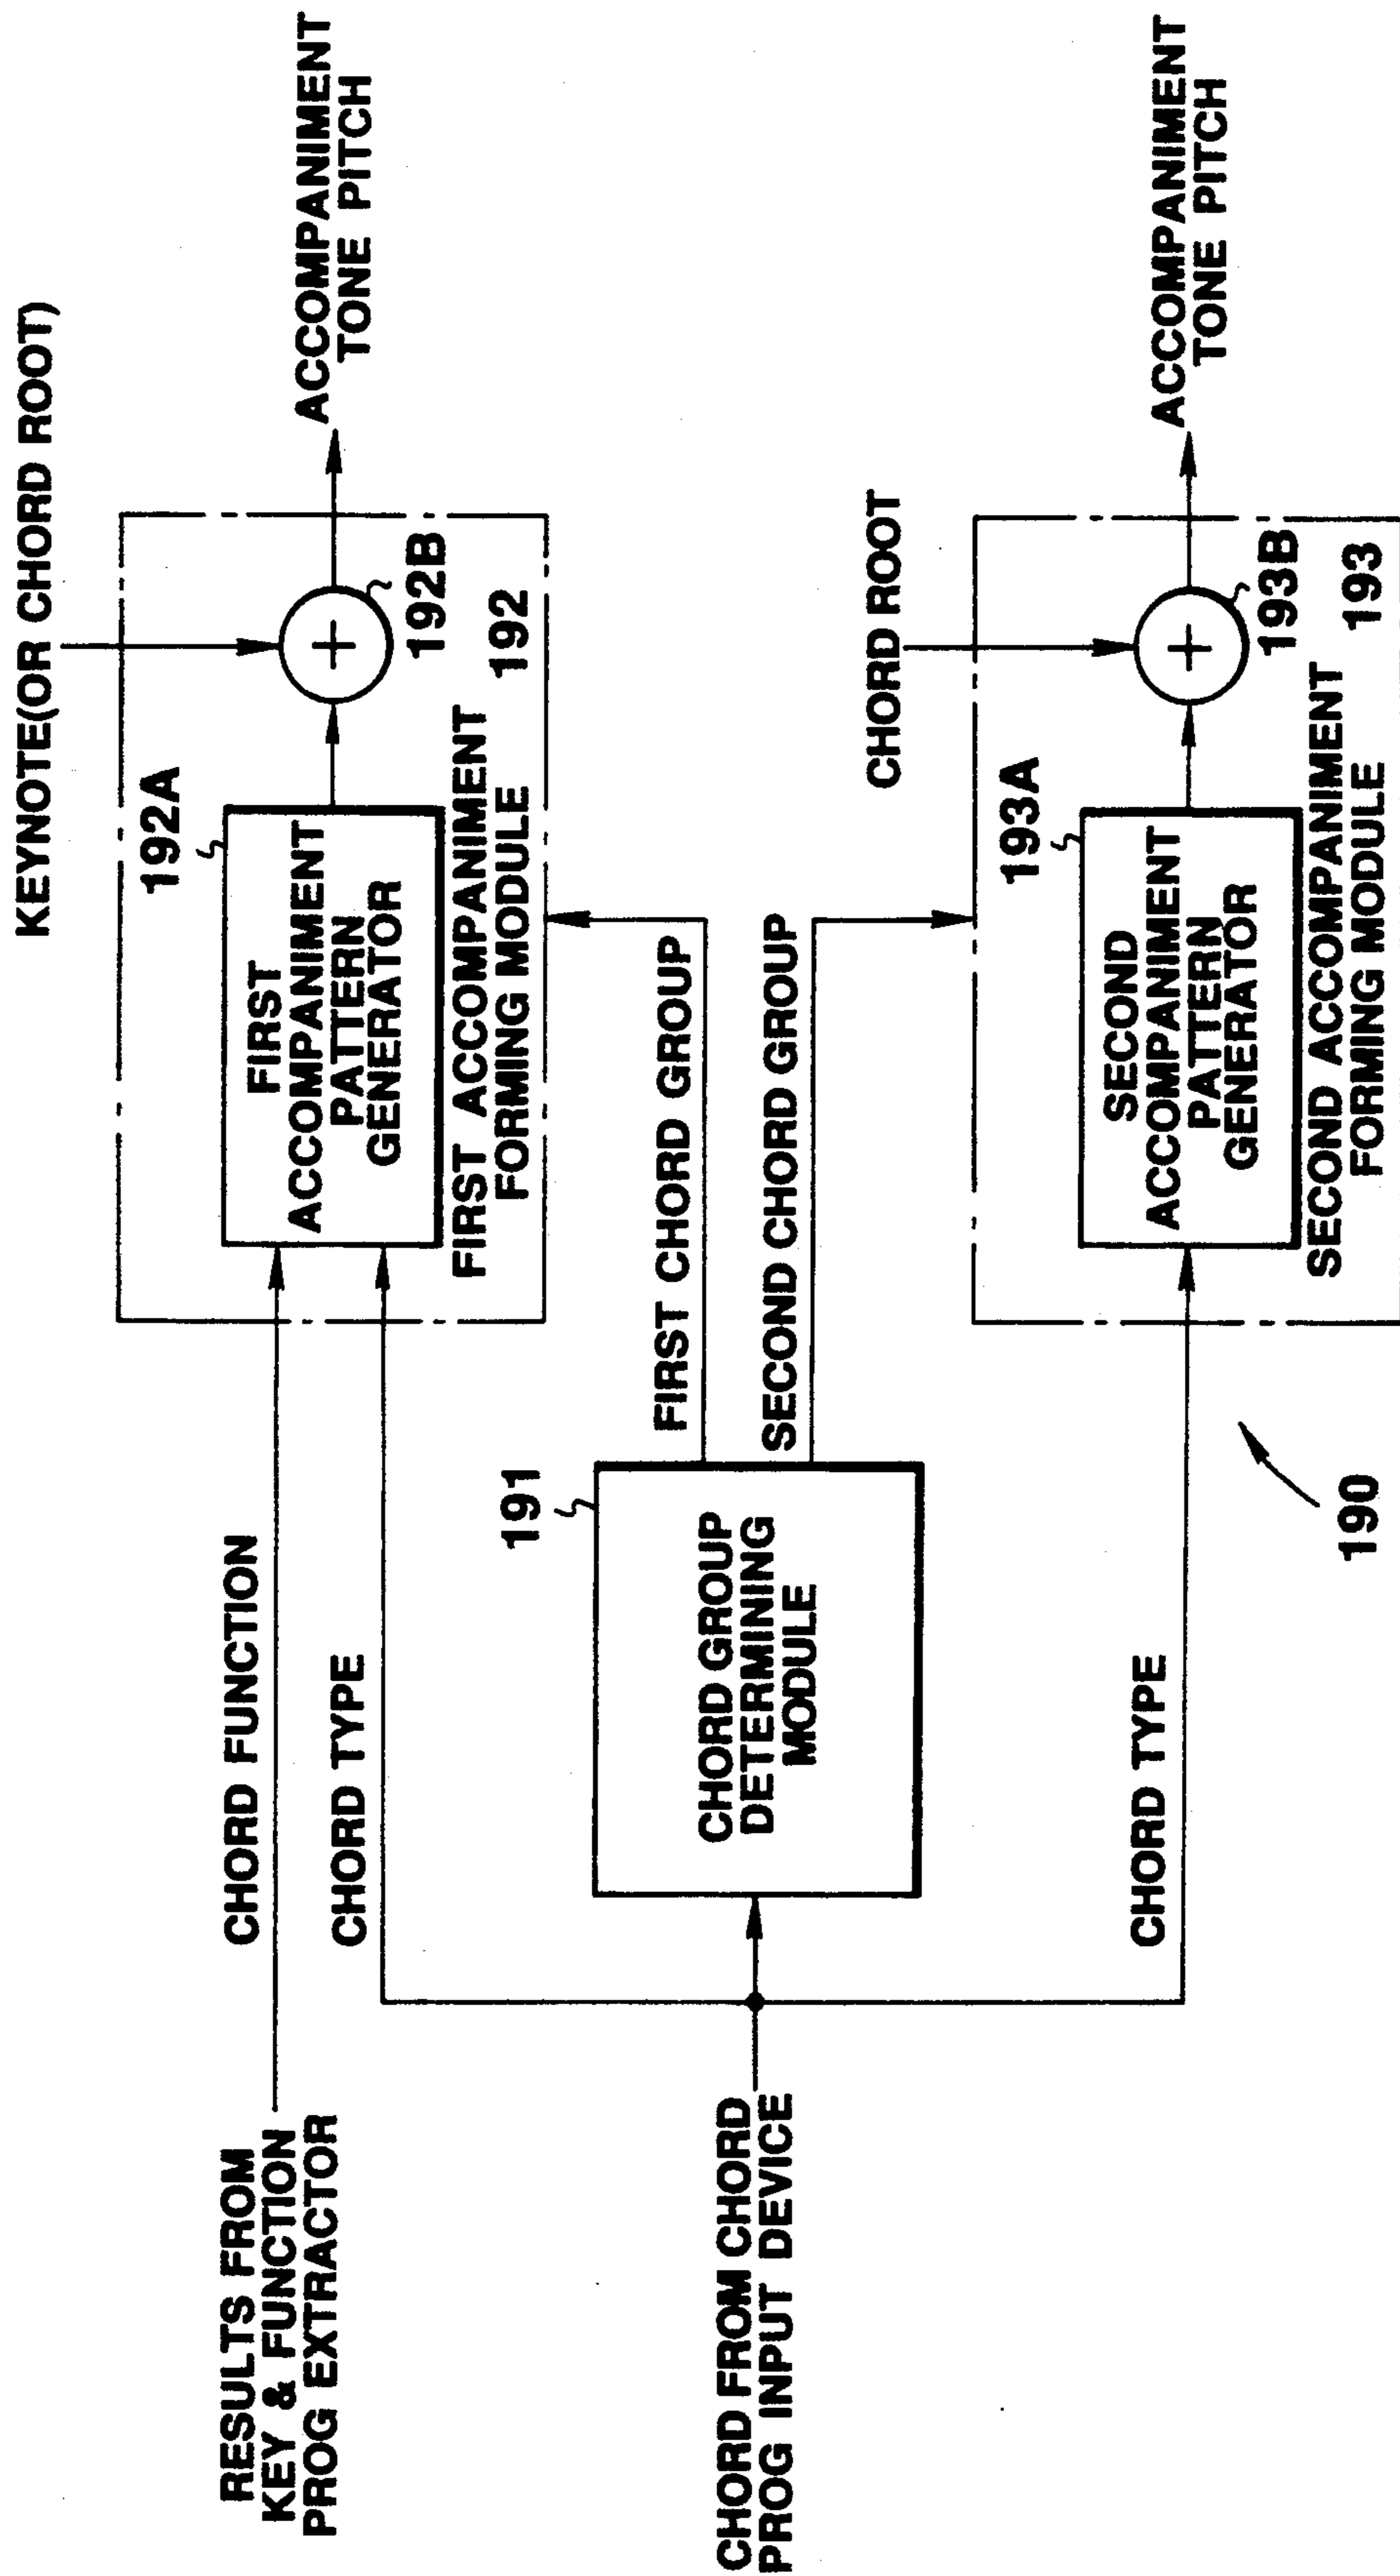 RESULTS FROM
KEY & FUNCTION
PROG EXTRACTOR
CHORD FUNCTION
CHORD TYPE
KEYNOTE(OR CHORD ROOT)
192A
FIRST
ACCOMPANIMENT
PATTERN
GENERATOR
FIRST ACCOMPANIMENT
FORMING MODULE
192B
192
ACCOMPANIMENT
TONE PITCH
CHORD FROM CHORD
PROG INPUT DEVICE
191
CHORD GROUP
DETERMINING
MODULE
FIRST CHORD GROUP
SECOND CHORD GROUP
CHORD ROOT
CHORD TYPE
193A
SECOND
ACCOMPANIMENT
PATTERN
GENERATOR
SECOND ACCOMPANIMENT
FORMING MODULE
193B
193
ACCOMPANIMENT
TONE PITCH
190